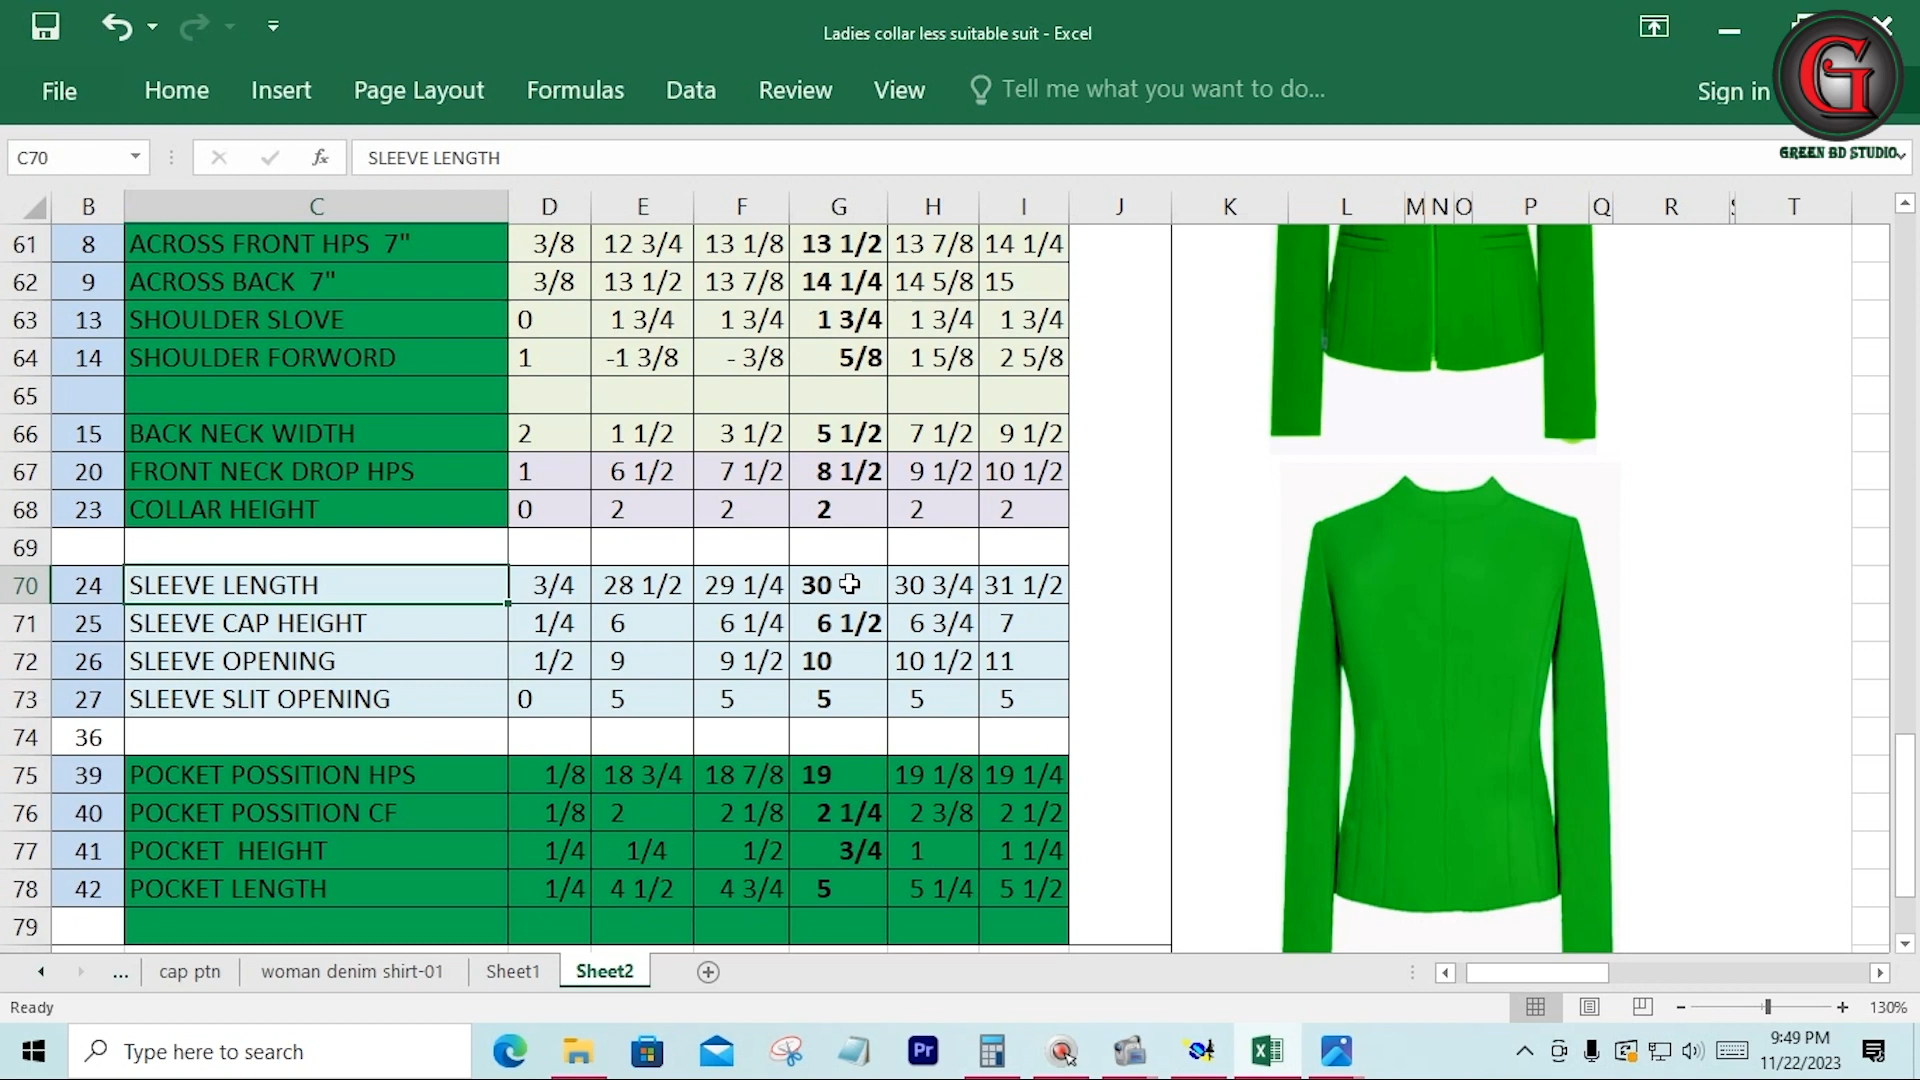 Ladies collar less suitable suit - Excel
File Home Insert Page Layout Formulas Data Review View Tell me what you want to do... Sign in
G
GREEN BD STUDIO
C70 fx SLEEVE LENGTH
B C D E F G H I J K L M N O P Q R T
61 8 ACROSS FRONT HPS 7" 3/8 12 3/4 13 1/8 13 1/2 13 7/8 14 1/4
62 9 ACROSS BACK 7" 3/8 13 1/2 13 7/8 14 1/4 14 5/8 15
63 13 SHOULDER SLOVE 0 1 3/4 1 3/4 1 3/4 1 3/4 1 3/4
64 14 SHOULDER FORWORD 1 -1 3/8 - 3/8 5/8 1 5/8 2 5/8
65
66 15 BACK NECK WIDTH 2 1 1/2 3 1/2 5 1/2 7 1/2 9 1/2
67 20 FRONT NECK DROP HPS 1 6 1/2 7 1/2 8 1/2 9 1/2 10 1/2
68 23 COLLAR HEIGHT 0 2 2 2 2 2
69
70 24 SLEEVE LENGTH 3/4 28 1/2 29 1/4 30 30 3/4 31 1/2
71 25 SLEEVE CAP HEIGHT 1/4 6 6 1/4 6 1/2 6 3/4 7
72 26 SLEEVE OPENING 1/2 9 9 1/2 10 10 1/2 11
73 27 SLEEVE SLIT OPENING 0 5 5 5 5 5
74 36
75 39 POCKET POSSITION HPS 1/8 18 3/4 18 7/8 19 19 1/8 19 1/4
76 40 POCKET POSSITION CF 1/8 2 2 1/8 2 1/4 2 3/8 2 1/2
77 41 POCKET HEIGHT 1/4 1/4 1/2 3/4 1 1 1/4
78 42 POCKET LENGTH 1/4 4 1/2 4 3/4 5 5 1/4 5 1/2
79
... cap ptn woman denim shirt-01 Sheet1 Sheet2
Ready 130%
Type here to search Pr 9:49 PM
11/22/2023